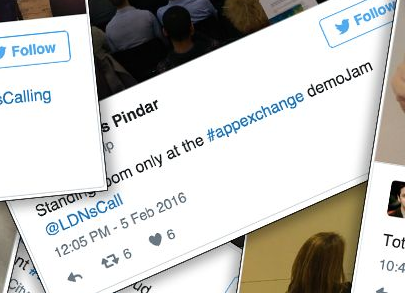 Follow
sCalling
Follow
s Pindar
p
Standing oom only at the #appexchange demoJam
@LDNsCall
12:05 PM - 5 Feb 2016
6 6
Tot
10:4